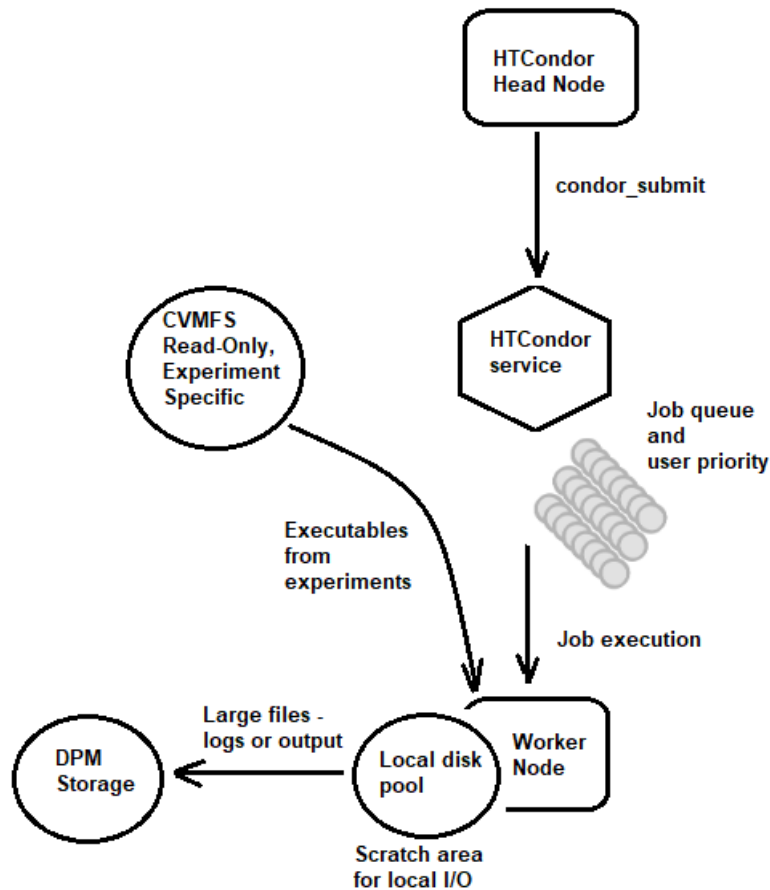 HTCondor
Head Node
condor_submit
CVMFS
Read-Only,
Experiment
Specific
HTCondor
service
Job queue
and
user priority
Executables
from
experiments
Job execution
Large files -
logs or output
DPM
Storage
Local disk
pool
Worker
Node
Scratch area
for local I/O